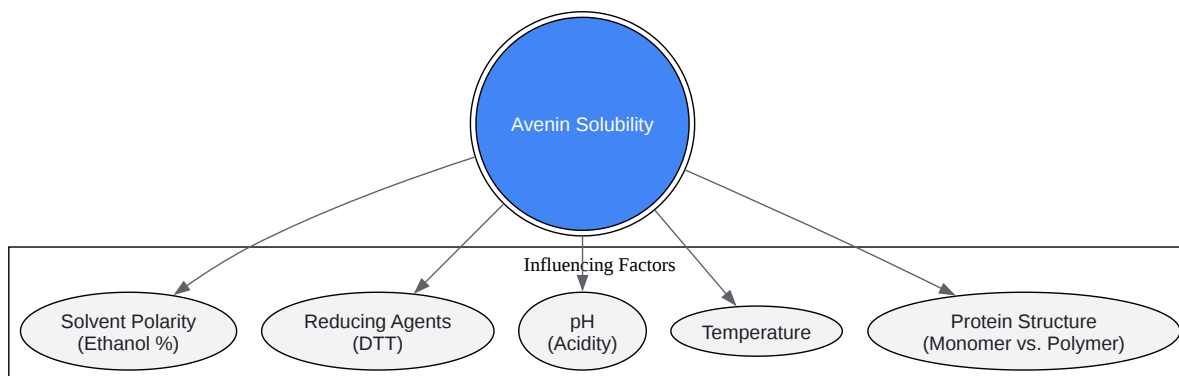 Avenin Solubility
Influencing Factors
Solvent Polarity
(Ethanol %)
Reducing Agents
(DTT)
pH
(Acidity)
Temperature
Protein Structure
(Monomer vs. Polymer)